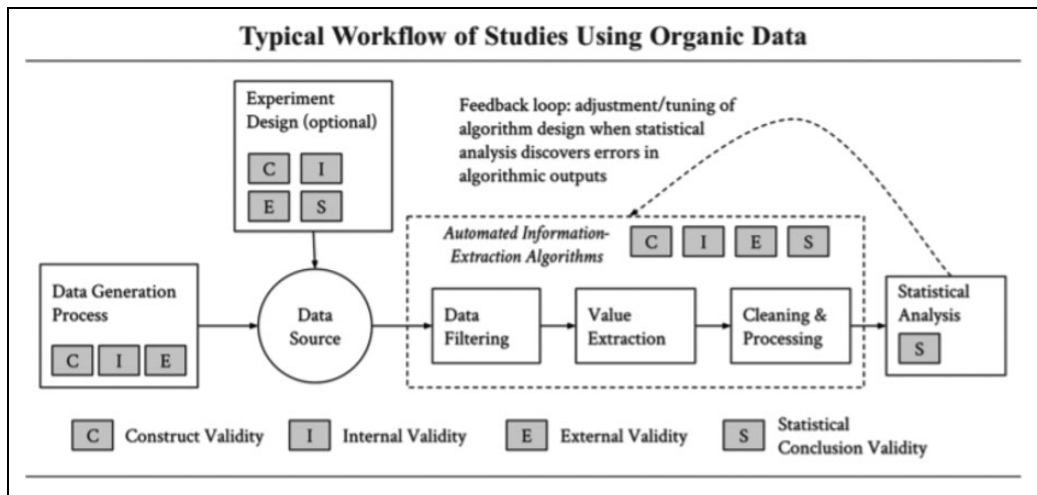 Typical Workflow of Studies Using Organic Data
Experiment
Design (optional)
C I
E S
Feedback loop: adjustment/tuning of
algorithm design when statistical
analysis discovers errors in
algorithmic outputs
Automated Information-
Extraction Algorithms
C I E S
Data Generation
Process
C I E
Data
Source
Data
Filtering
Value
Extraction
Cleaning &
Processing
Statistical
Analysis
S
C Construct Validity
I Internal Validity
E External Validity
S Statistical
Conclusion Validity